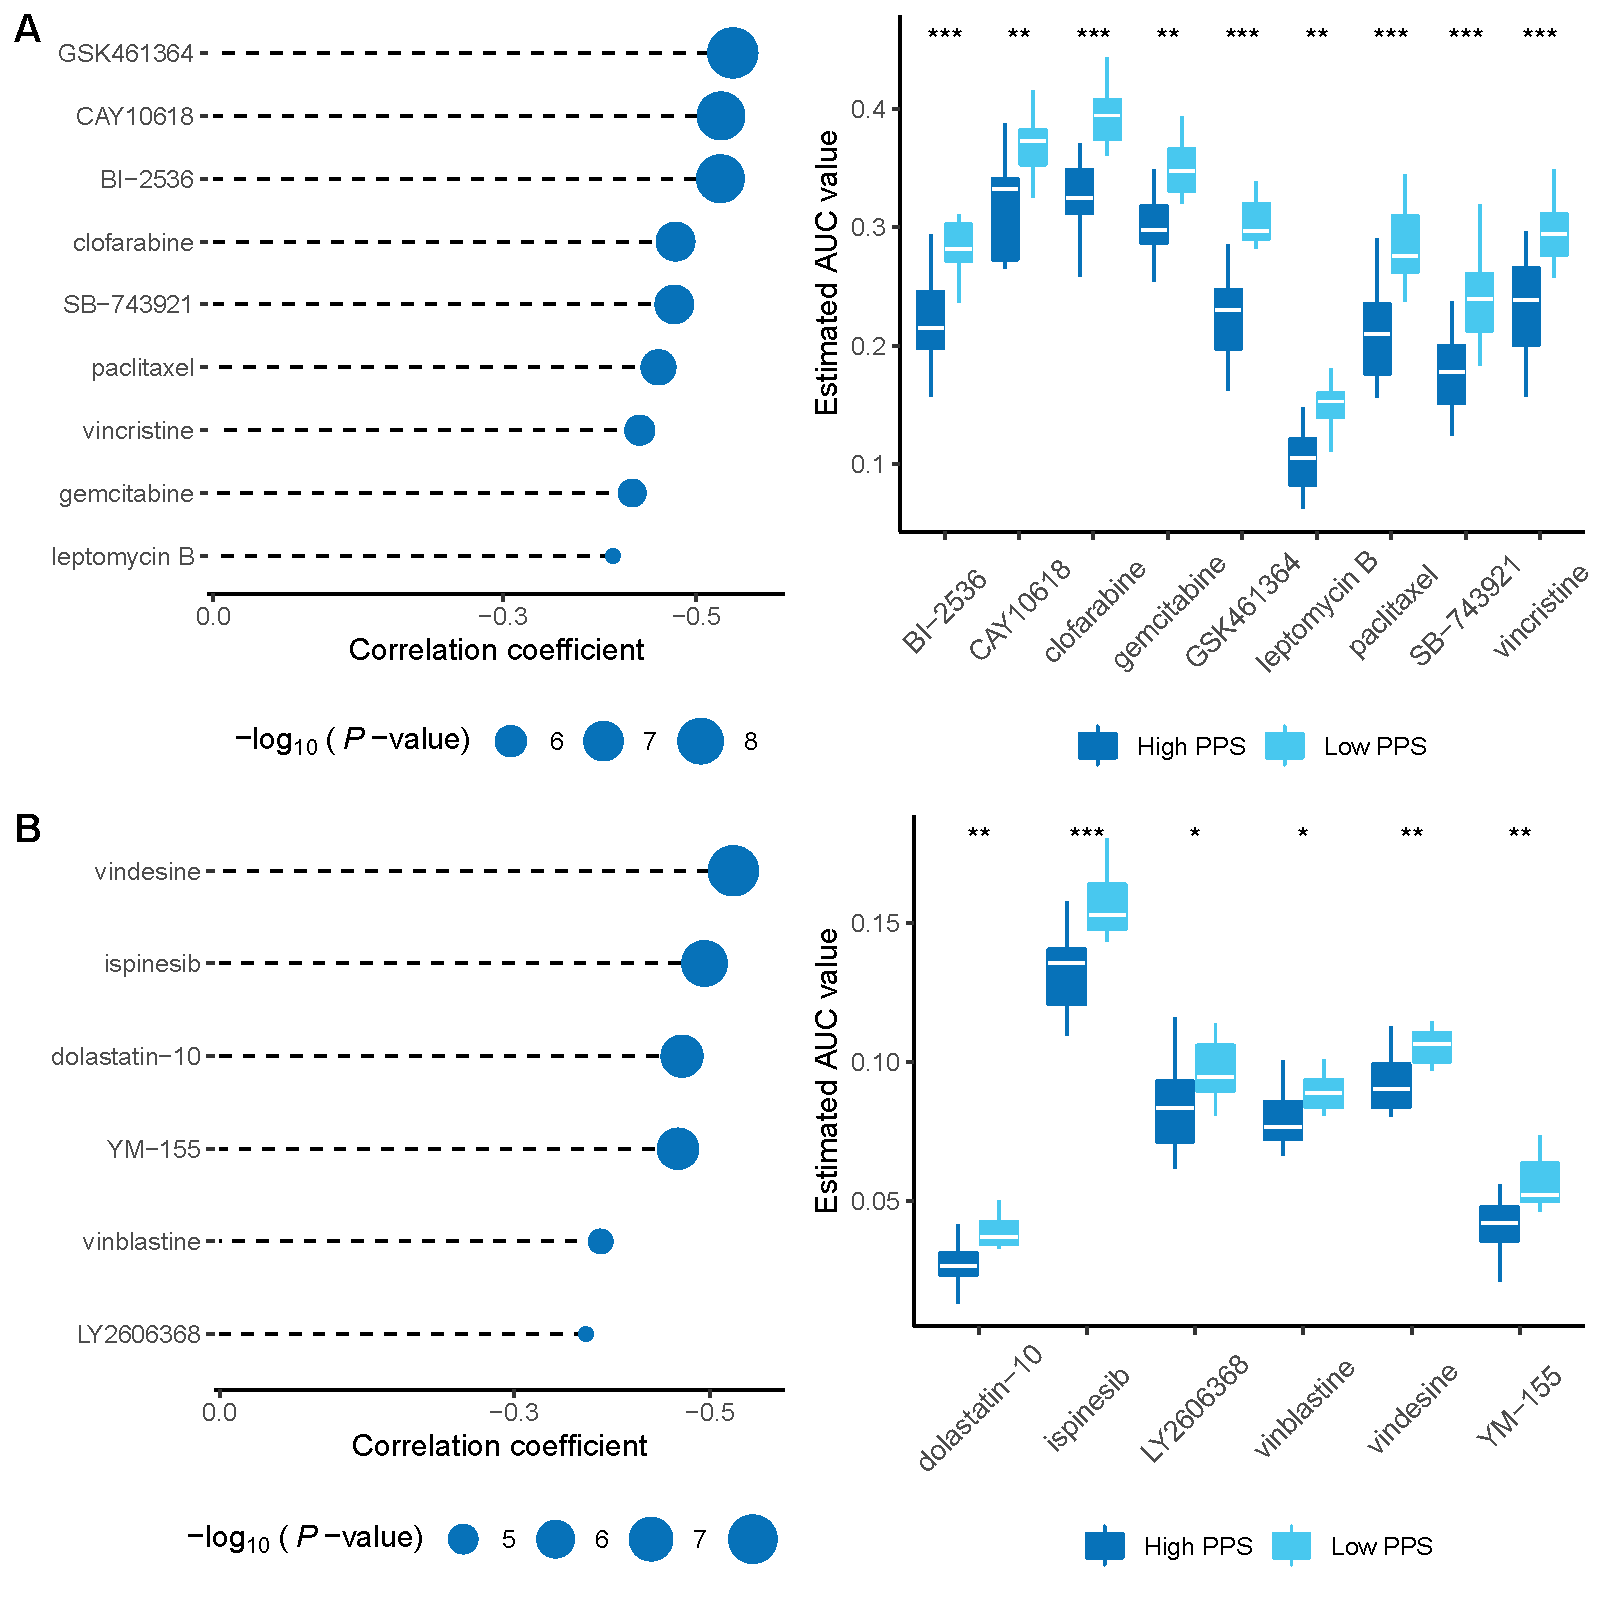 A
GSK461364
CAY10618
BI−2536
clofarabine
SB−743921
paclitaxel
vincristine
gemcitabine
leptomycin B
0.0 −0.3 −0.5
Correlation coefficient
−log10 ( P −value) 6 7 8
*** ** *** ** *** ** *** *** ***
Estimated AUC value
0.4
0.3
0.2
0.1
BI−2536 CAY10618 clofarabine gemcitabine GSK461364 leptomycin B paclitaxel SB−743921 vincristine
High PPS Low PPS
B
vindesine
ispinesib
dolastatin−10
YM−155
vinblastine
LY2606368
0.0 −0.3 −0.5
Correlation coefficient
−log10 ( P −value) 5 6 7
** *** * * ** **
Estimated AUC value
0.15
0.10
0.05
dolastatin−10 ispinesib LY2606368 vinblastine vindesine YM−155
High PPS Low PPS